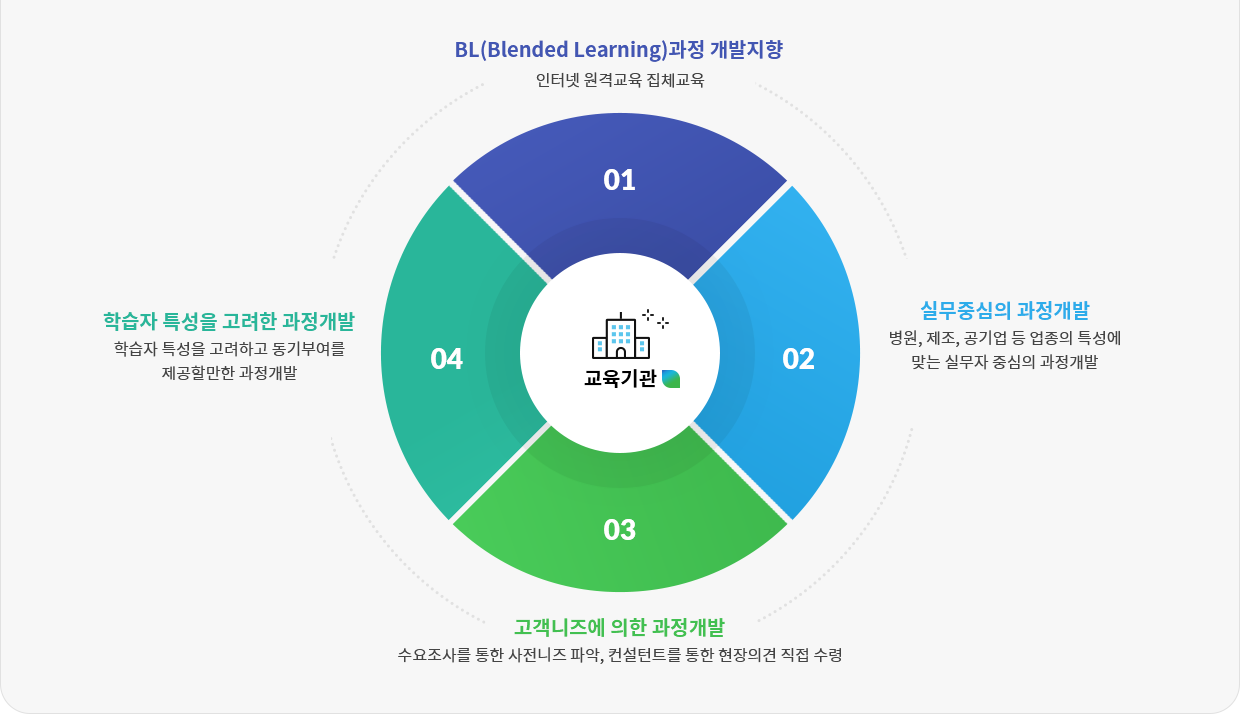 BL(Blended Learning)과정 개발지향
인터넷 원격교육 집체교육
01
실무중심의 과정개발
병원, 제조, 공기업 등 업종의 특성에
맞는 실무자 중심의 과정개발
02
고객니즈에 의한 과정개발
수요조사를 통한 사전니즈 파악, 컨설턴트를 통한 현장의견 직접 수령
03
학습자 특성을 고려한 과정개발
학습자 특성을 고려하고 동기부여를
제공할만한 과정개발
04
교육기관